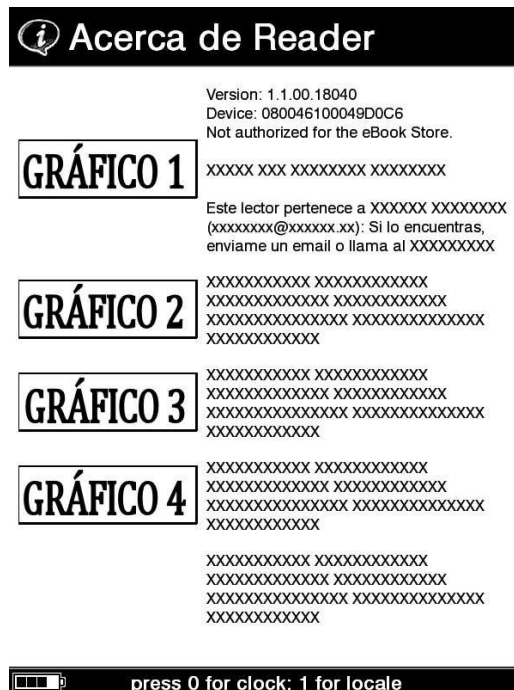 Acerca de Reader
Version: 1.1.00.18040
Device: 080046100049D0C6
Not authorized for the eBook Store.
GRÁFICO 1
XXXXX XXX XXXXXXXX XXXXXXXX
Este lector pertenece a XXXXXX XXXXXXXX
(xxxxxxxx@xxxxxx.xx): Si lo encuentras,
enviame un email o llama al XXXXXXXXX
GRÁFICO 2
XXXXXXXXXXX XXXXXXXXXXXX
XXXXXXXXXXXXX XXXXXXXXXXXX
XXXXXXXXXXXXXXX XXXXXXXXXXXXXX
XXXXXXXXXXXX
GRÁFICO 3
XXXXXXXXXXX XXXXXXXXXXXX
XXXXXXXXXXXXX XXXXXXXXXXXX
XXXXXXXXXXXXXXX XXXXXXXXXXXXXX
XXXXXXXXXXXX
GRÁFICO 4
XXXXXXXXXXX XXXXXXXXXXXX
XXXXXXXXXXXXX XXXXXXXXXXXX
XXXXXXXXXXXXXXX XXXXXXXXXXXXXX
XXXXXXXXXXXX
XXXXXXXXXXX XXXXXXXXXXXX
XXXXXXXXXXXXX XXXXXXXXXXXX
XXXXXXXXXXXXXXX XXXXXXXXXXXXXX
XXXXXXXXXXXX
press 0 for clock; 1 for locale